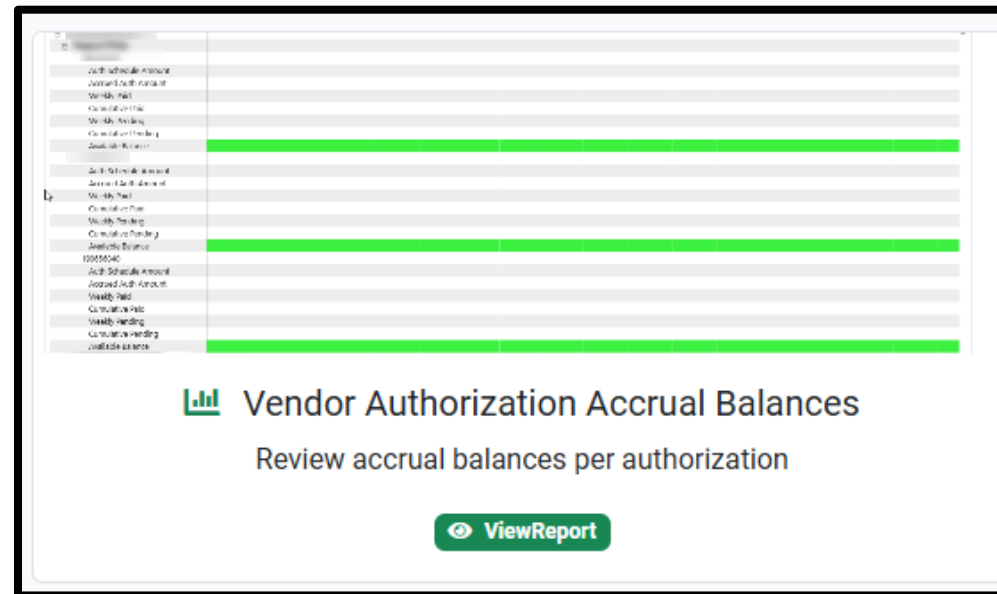 Auth Schedule Amount
Accrued Auth Amount
Weekly Paid
Cumulative Paid
Weekly Pending
Cumulative Pending
Available Balance
Auth Schedule Amount
Accrued Auth Amount
Weekly Paid
Cumulative Paid
Weekly Pending
Cumulative Pending
Available Balance
Auth Schedule Amount
Accrued Auth Amount
Weekly Paid
Cumulative Paid
Weekly Pending
Cumulative Pending
Available Balance
Vendor Authorization Accrual Balances
Review accrual balances per authorization
ViewReport